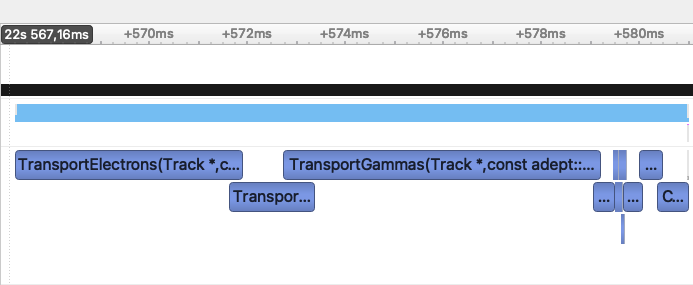 22s 567,16ms +570ms +572ms +574ms +576ms +578ms +580ms
TransportElectrons(Track *,c... TransportGammas(Track *,const adept::... ...
Transpor... ... ... C...